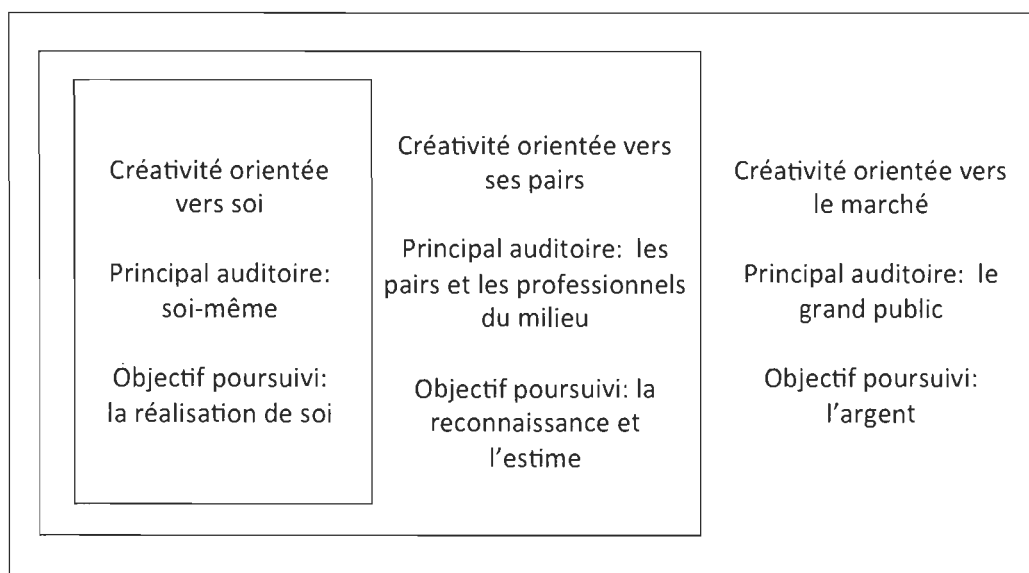 Créativité orientée
vers soi
Principal auditoire:
soi-même
Objectif poursuivi:
la réalisation de soi
Créativité orientée vers
ses pairs
Principal auditoire: les
pairs et les professionnels
du milieu
Objectif poursuivi: la
reconnaissance et
l'estime
Créativité orientée vers
le marché
Principal auditoire: le
grand public
Objectif poursuivi:
l'argent